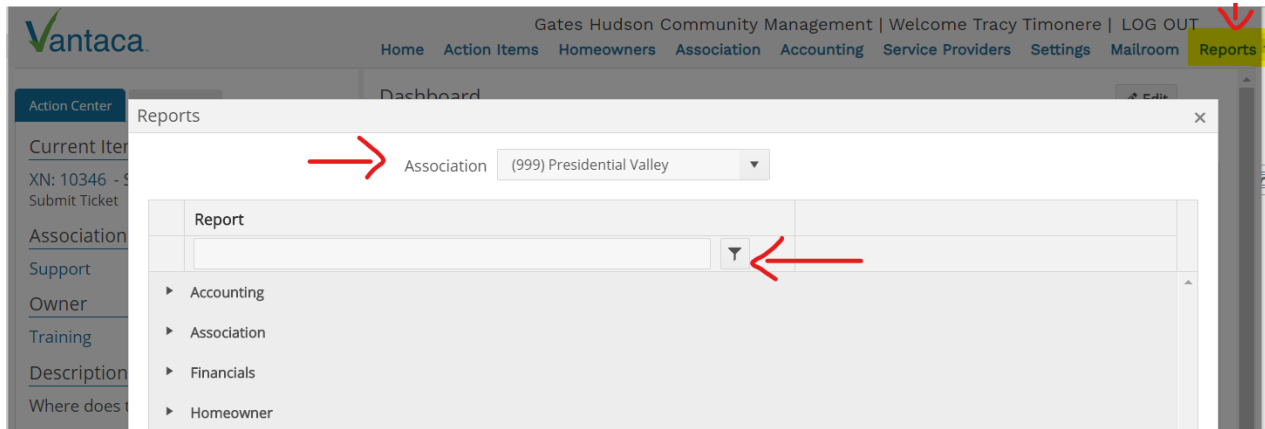 Vantaca
Gates Hudson Community Management | Welcome Tracy Timonere | LOG OUT
Home Action Items Homeowners Association Accounting Service Providers Settings Mailroom Reports
Action Center
Dashboard
Edit
Reports
Current Iter
Association (999) Presidential Valley
XN: 10346 - S
Submit Ticket
Report
Association
Support
Accounting
Owner
Association
Training
Financials
Description
Where does t
Homeowner